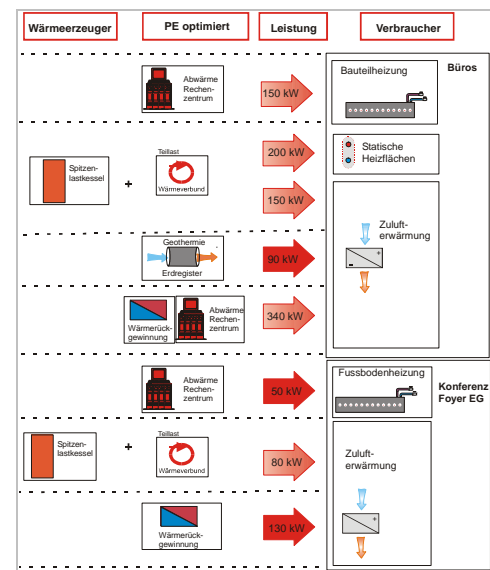 Wärmeerzeuger
PE optimiert
Leistung
Verbraucher
Abwärme
Rechen-
zentrum
150 kW
Bauteilheizung
Büros
Spitzen-
lastkessel
+
Teillast
Wärmeverbund
200 kW
150 kW
Statische
Heizflächen
Zuluft-
erwärmung
+
-
Geothermie
Erdregister
90 kW
Wärmerück-
gewinnung
Abwärme
Rechen-
zentrum
340 kW
Abwärme
Rechen-
zentrum
50 kW
Fussbodenheizung
Konferenz
Foyer EG
Spitzen-
lastkessel
+
Teillast
Wärmeverbund
80 kW
Zuluft-
erwärmung
+
-
Wärmerück-
gewinnung
130 kW